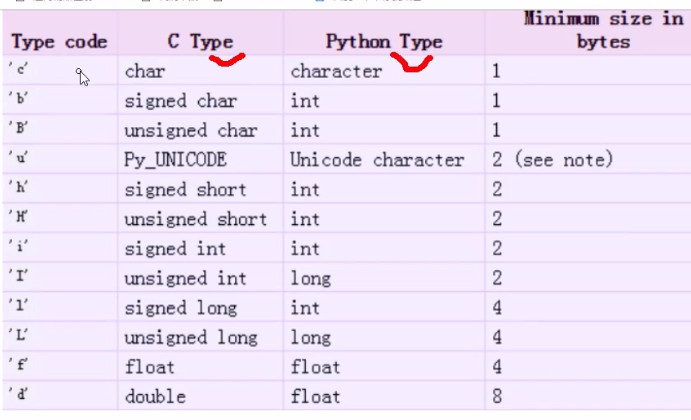 Type code C Type Python Type Minimum size in bytes
'c' char character 1
'b' signed char int 1
'B' unsigned char int 1
'u' Py_UNICODE Unicode character 2 (see note)
'h' signed short int 2
'H' unsigned short int 2
'i' signed int int 2
'I' unsigned int long 2
'l' signed long int 4
'L' unsigned long long 4
'f' float float 4
'd' double float 8